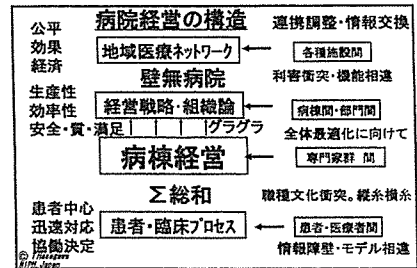 病院経営の構造
公平
効果
経済
地域医療ネットワーク
連携調整・情報交換
各種施設間
壁無病院
利害衝突・機能相違
生産性
効率性
経営戦略・組織論
病棟間・部門間
安全・質・満足
グラグラ
全体最適化に向けて
病棟経営
専門家群 間
Σ総和
職種文化衝突。縦糸横糸
患者中心
迅速対応
協働決定
患者・臨床プロセス
患者・医療者間
情報障壁・モデル相違